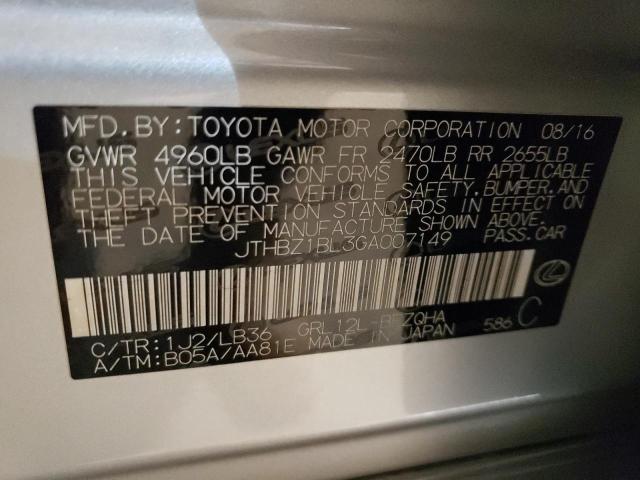 MFD. BY: TOYOTA MOTOR CORPORATION 08/16
GVWR 4960LB GAWR FR 2470LB RR 2655LB
THIS VEHICLE CONFORMS TO ALL APPLICABLE
FEDERAL MOTOR VEHICLE SAFETY, BUMPER, AND
THEFT PREVENTION STANDARDS IN EFFECT ON
THE DATE OF MANUFACTURE SHOWN ABOVE.
JTHBZ1BL3GA007149 PASS.CAR
C/TR:1J2/LB36 GRL12L-BEZQHA 586 C
A/TM:B05A/AA81E MADE IN JAPAN